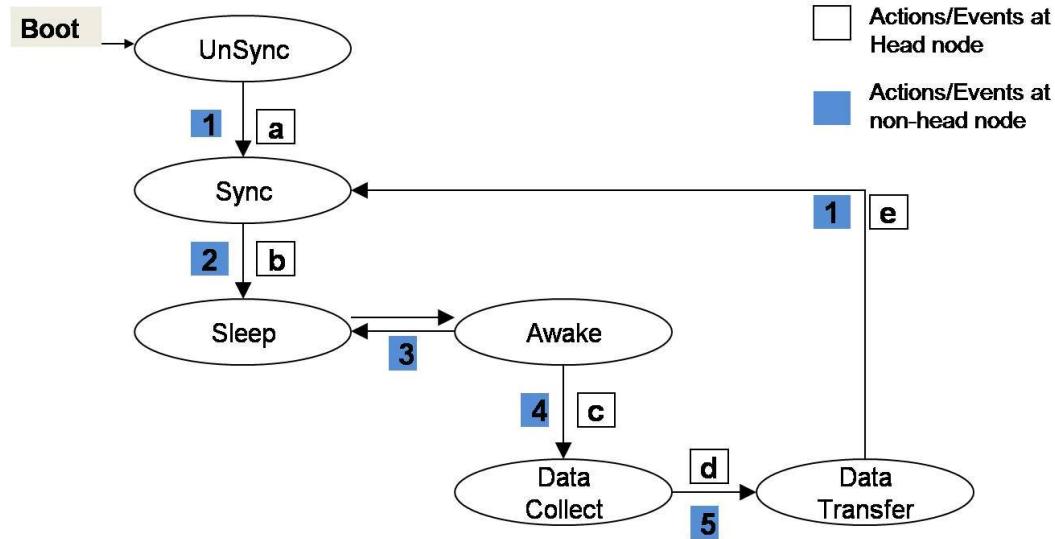 Boot
UnSync
Actions/Events at
Head node
Actions/Events at
non-head node
1
a
Sync
1
e
2
b
Sleep
Awake
3
4
c
Data
Collect
d
5
Data
Transfer